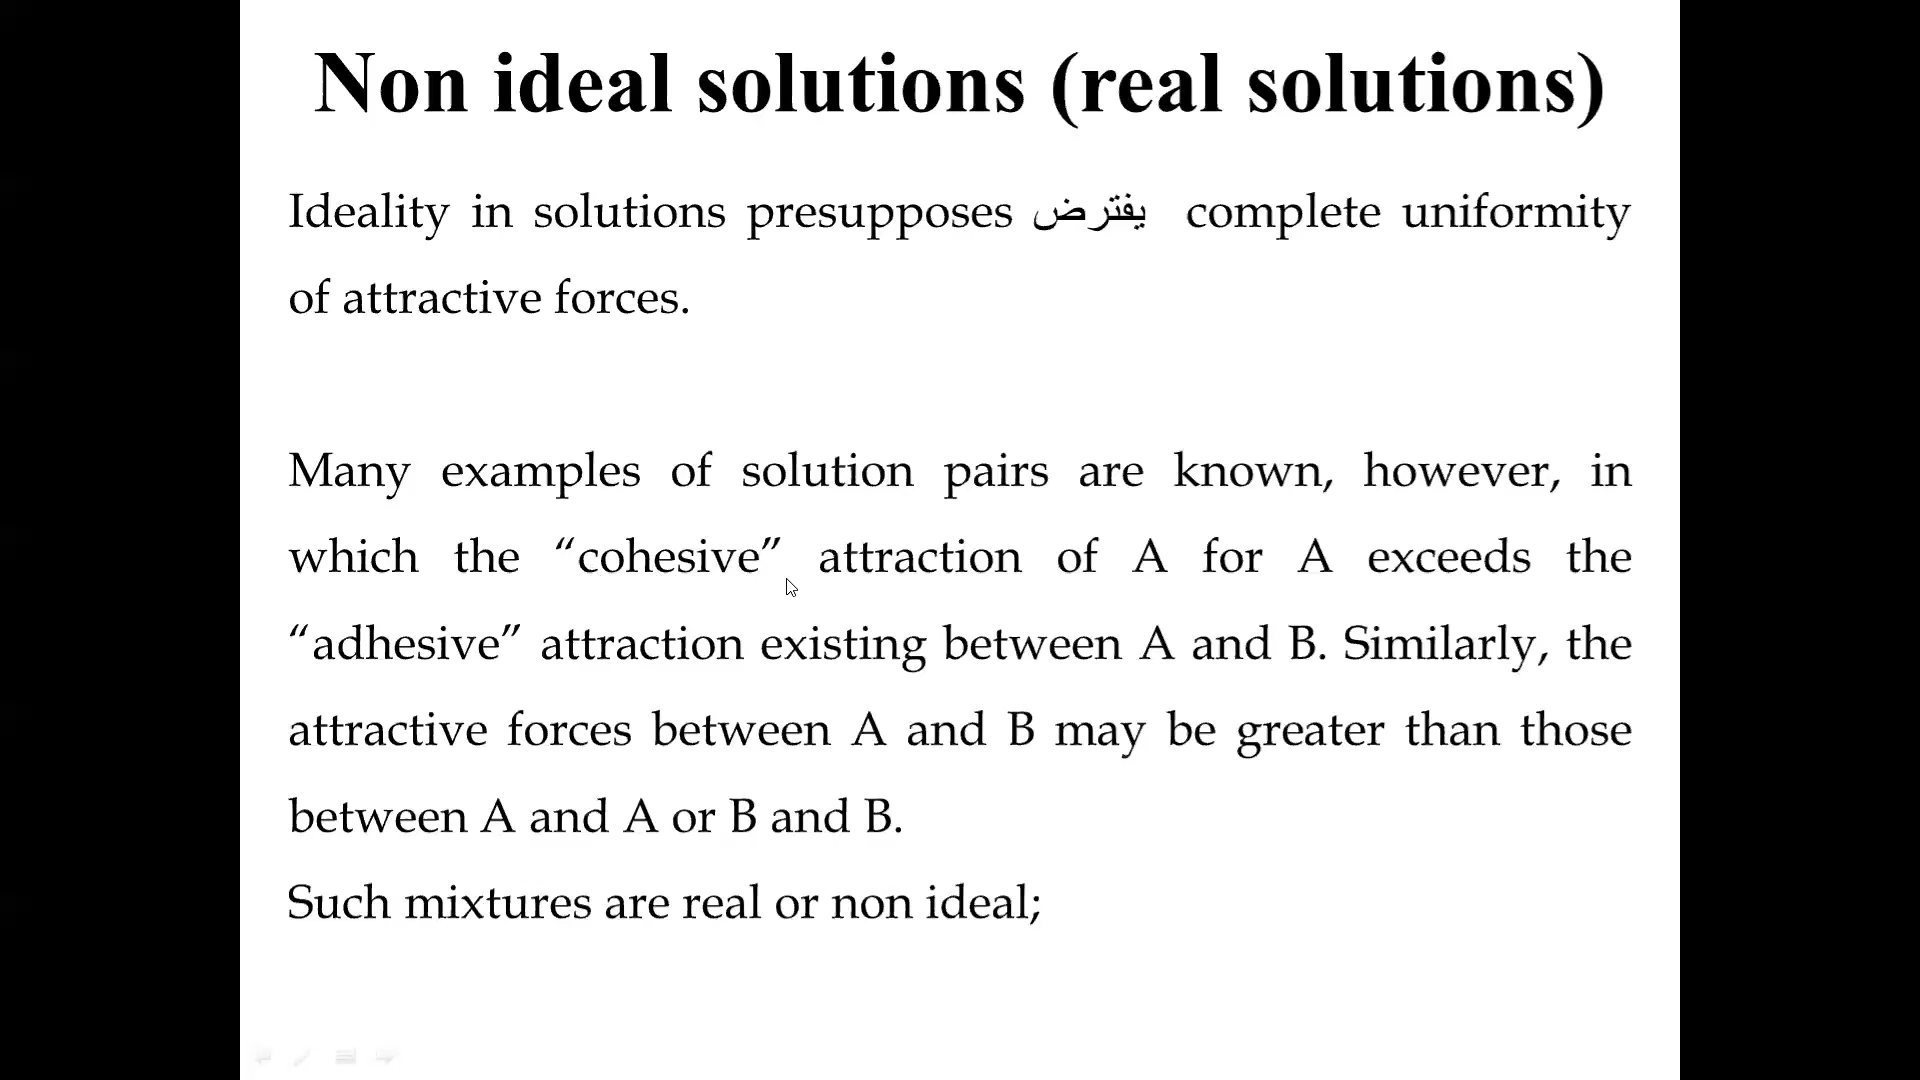 Non ideal solutions (real solutions)
Ideality in solutions presupposes يفترض complete uniformity
of attractive forces.
Many examples of solution pairs are known, however, in
which the “cohesive” attraction of A for A exceeds the
“adhesive” attraction existing between A and B. Similarly, the
attractive forces between A and B may be greater than those
between A and A or B and B.
Such mixtures are real or non ideal;